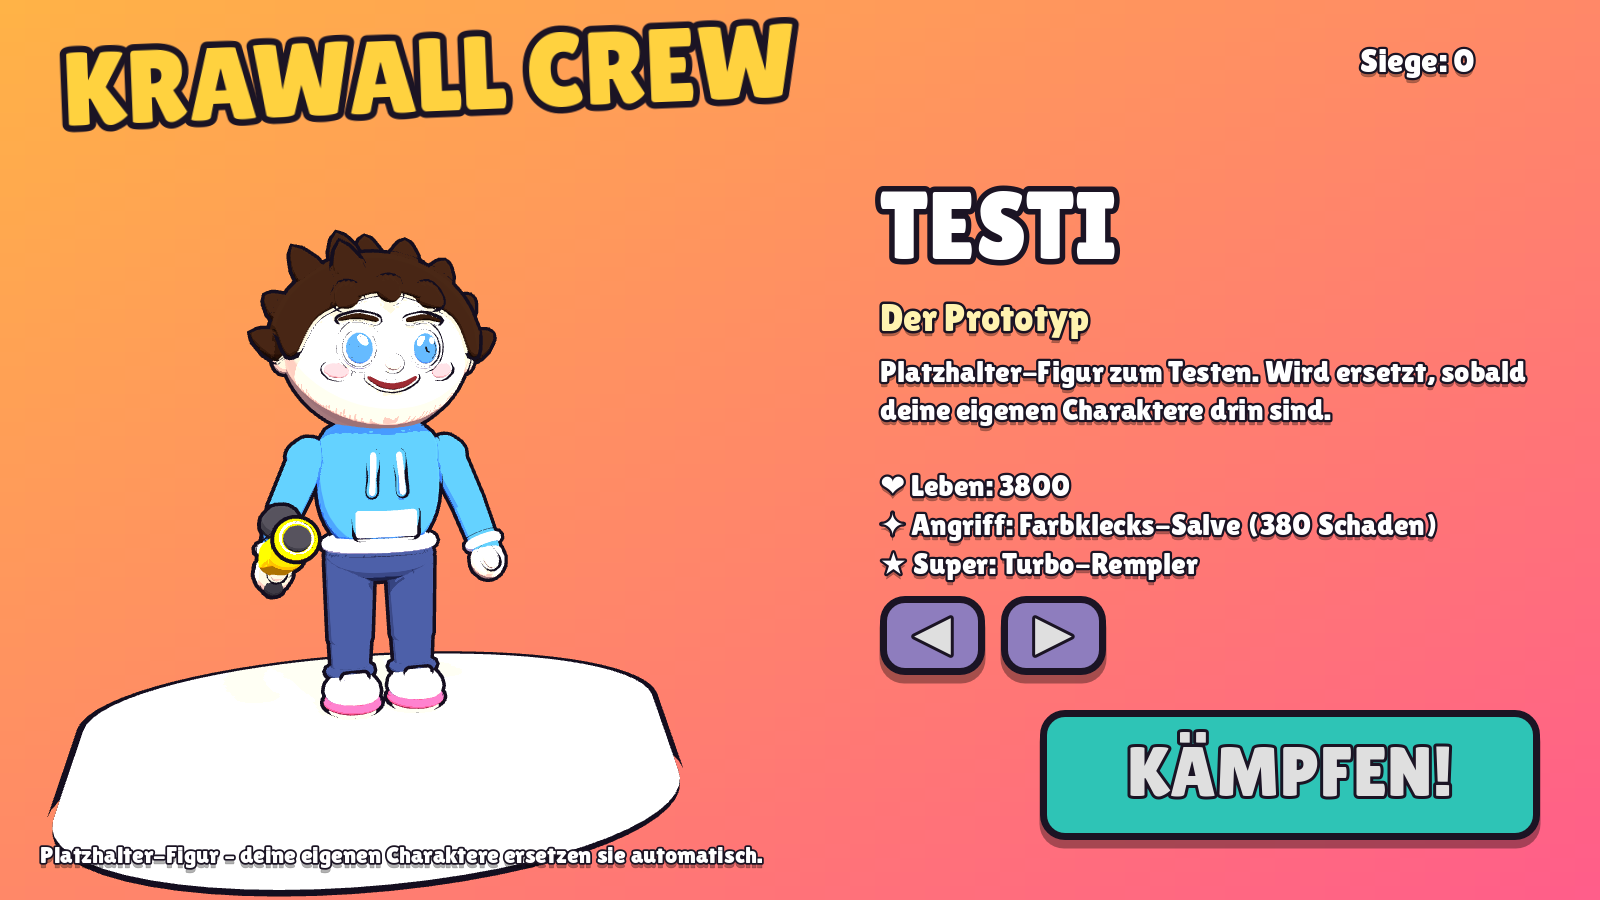 KRAWALL CREW
Siege: 0
TESTI
Der Prototyp
Platzhalter-Figur zum Testen. Wird ersetzt, sobald
deine eigenen Charaktere drin sind.
❤ Leben: 3800
✦ Angriff: Farbklecks-Salve (380 Schaden)
★ Super: Turbo-Rempler
KÄMPFEN!
Platzhalter-Figur - deine eigenen Charaktere ersetzen sie automatisch.